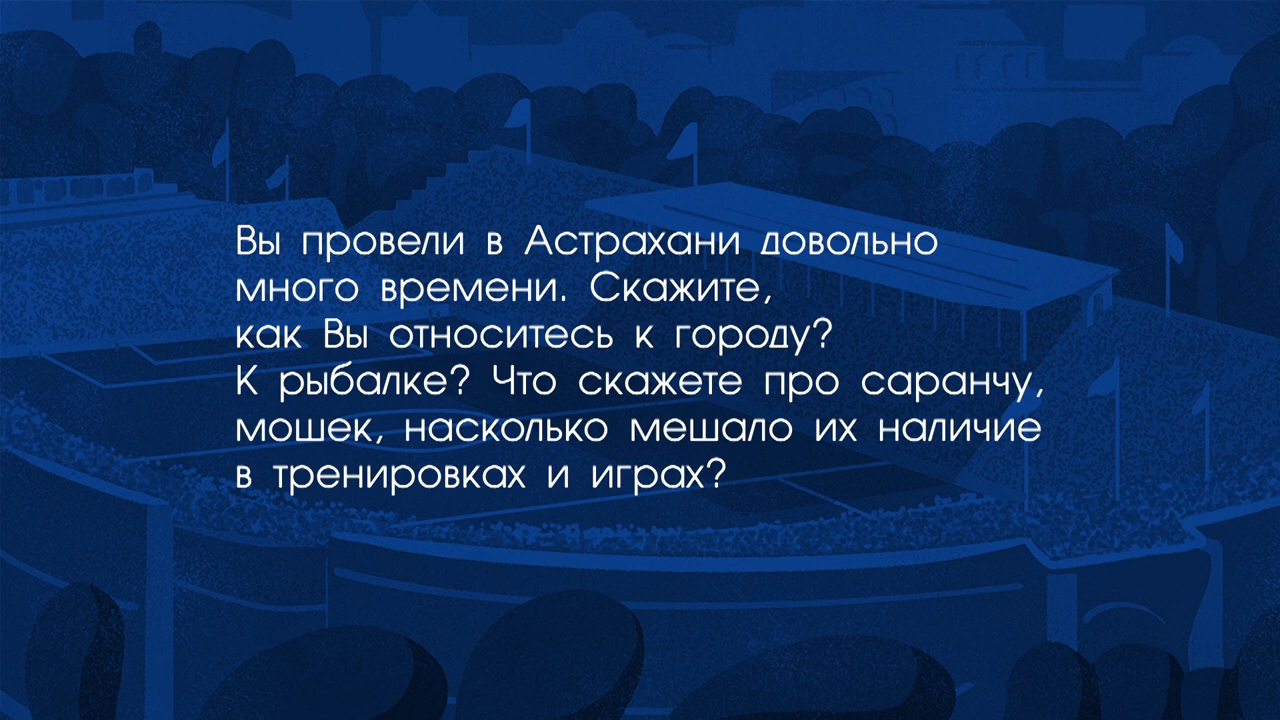 Вы провели в Астрахани довольно
много времени. Скажите,
как Вы относитесь к городу?
К рыбалке? Что скажете про саранчу,
мошек, насколько мешало их наличие
в тренировках и играх?